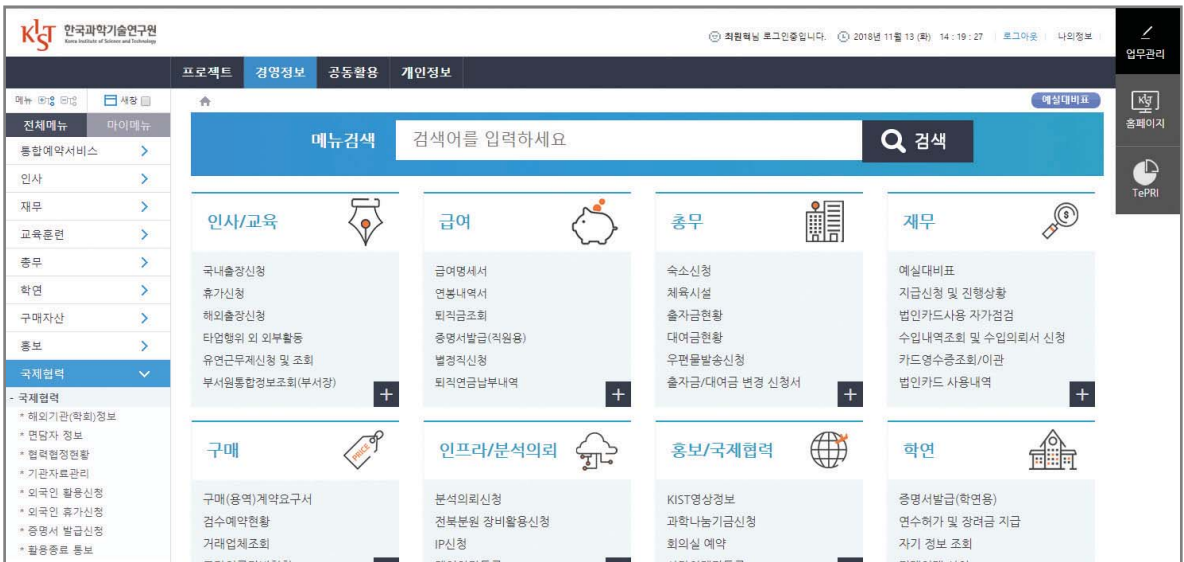 KIST 한국과학기술연구원
Korea Institute of Science and Technology
최원혁님 로그인중입니다. 2018년 11월 13 (화) 14 : 19 : 27 로그아웃 나의정보
업무관리
프로젝트 경영정보 공동활용 개인정보
메뉴 새창
예실대비표
KIST
홈페이지
TePRI
전체메뉴 마이메뉴
통합예약서비스
인사
재무
교육훈련
총무
학연
구매자산
홍보
국제협력
- 국제협력
* 해외기관(학회)정보
* 면담자 정보
* 협력협정현황
* 기관자료관리
* 외국인 활용신청
* 외국인 휴가신청
* 증명서 발급신청
* 활용종료 통보
메뉴검색 검색어를 입력하세요 검색
인사/교육
국내출장신청
휴가신청
해외출장신청
타업행위 외 외부활동
유연근무제신청 및 조회
부서원통합정보조회(부서장)
+
급여
급여명세서
연봉내역서
퇴직금조회
증명서발급(직원용)
별정직신청
퇴직연금납부내역
+
총무
숙소신청
체육시설
출자금현황
대여금현황
우편물발송신청
출자금/대여금 변경 신청서
+
재무
예실대비표
지급신청 및 진행상황
법인카드사용 자가점검
수입내역조회 및 수입의뢰서 신청
카드영수증조회/이관
법인카드 사용내역
+
구매
PRICE
구매(용역)계약요구서
검수예약현황
거래업체조회
인프라/분석의뢰
분석의뢰신청
전북분원 장비활용신청
IP신청
홍보/국제협력
KIST영상정보
과학나눔기금신청
회의실 예약
학연
증명서발급(학연용)
연수허가 및 장려금 지급
자기 정보 조회